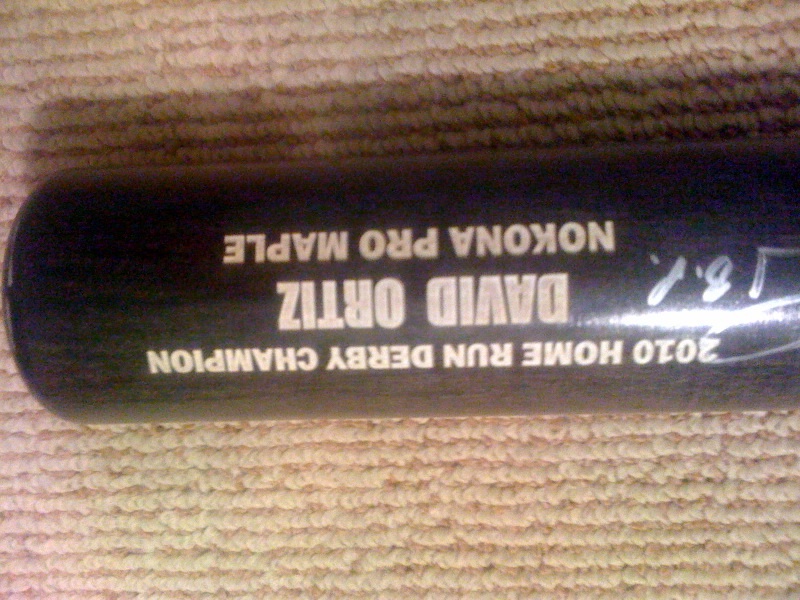 2010 HOME RUN DERBY CHAMPION
DAVID ORTIZ
NOKONA PRO MAPLE